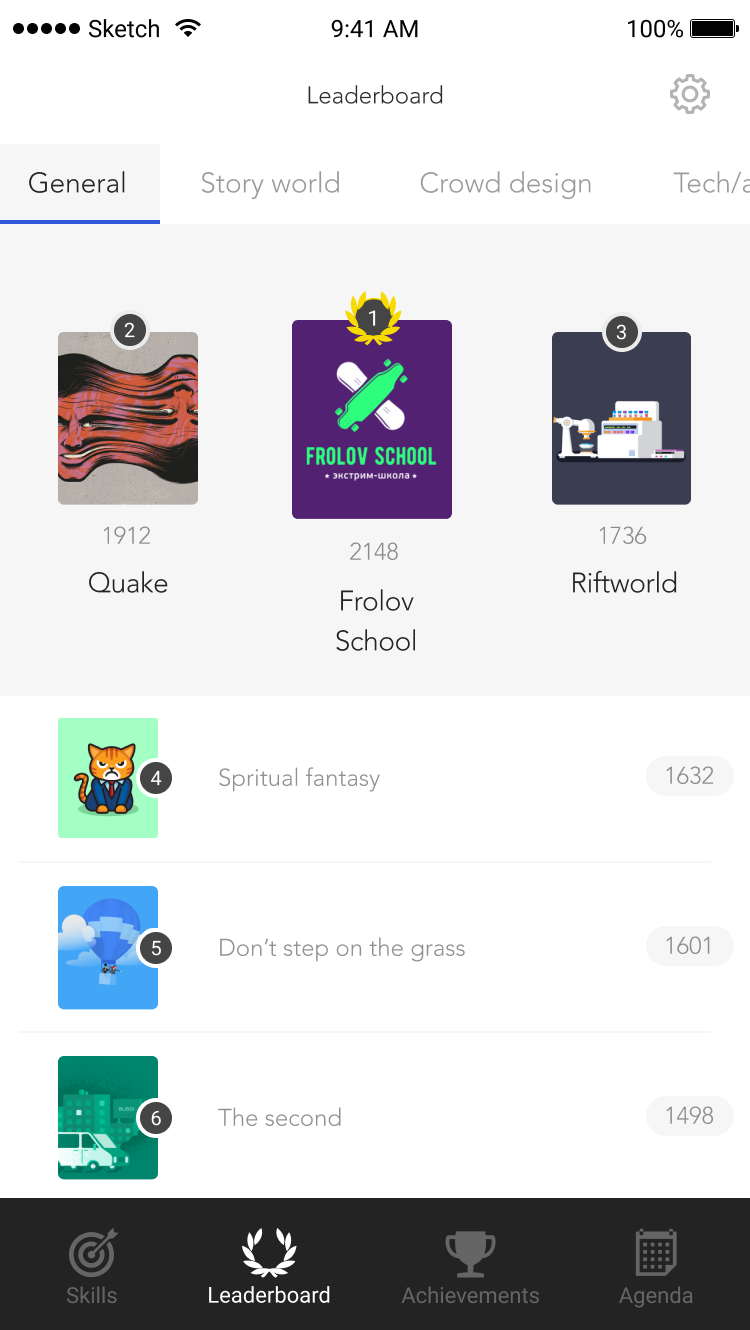 Sketch 9:41 AM 100%
Leaderboard
General Story world Crowd design Tech/a
2
1
3
FROLOV SCHOOL
★ экстрим-школа ★
1912
2148
1736
Quake
Frolov
School
Riftworld
4
Spritual fantasy
1632
5
Don't step on the grass
1601
6
The second
1498
Skills Leaderboard Achievements Agenda